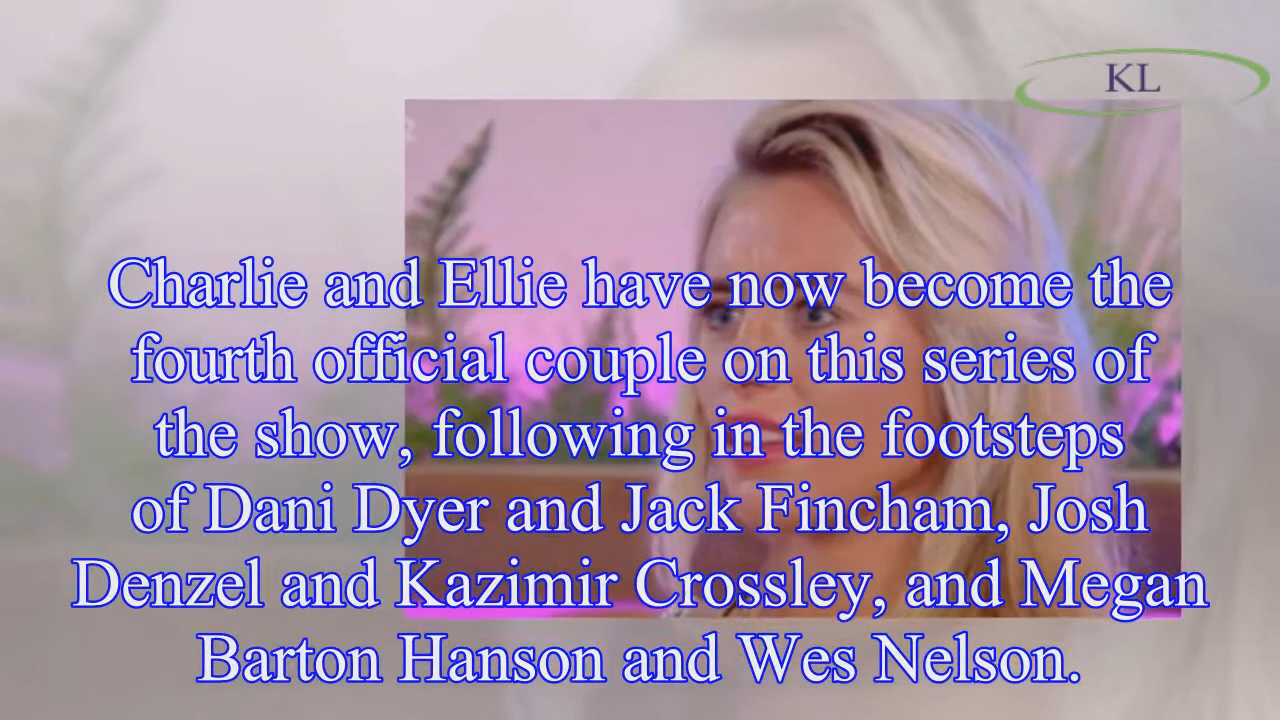 KL
2
Charlie and Ellie have now become the
fourth official couple on this series of
the show, following in the footsteps
of Dani Dyer and Jack Fincham, Josh
Denzel and Kazimir Crossley, and Megan
Barton Hanson and Wes Nelson.